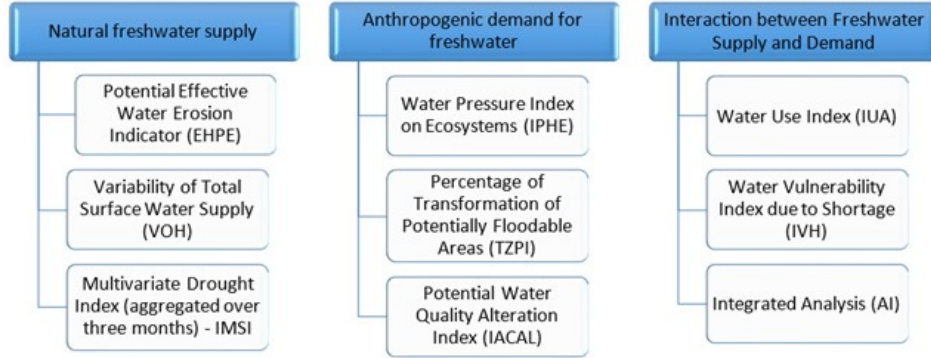 Natural freshwater supply
Potential Effective
Water Erosion
Indicator (EHPE)
Variability of Total
Surface Water Supply
(VOH)
Multivariate Drought
Index (aggregated over
three months) - IMSI
Anthropogenic demand for
freshwater
Water Pressure Index
on Ecosystems (IPHE)
Percentage of
Transformation of
Potentially Floodable
Areas (TZPI)
Potential Water
Quality Alteration
Index (IACAL)
Interaction between Freshwater
Supply and Demand
Water Use Index (IUA)
Water Vulnerability
Index due to Shortage
(IVH)
Integrated Analysis (AI)